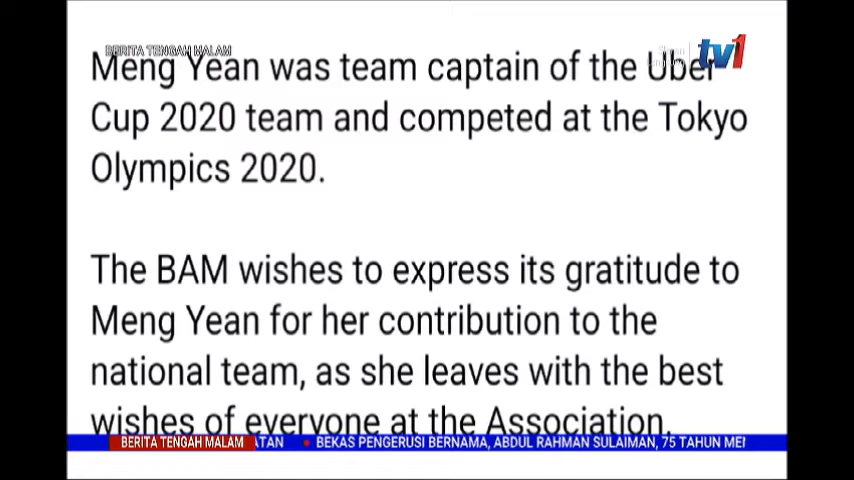 BERITA TENGAH MALAM
tv1
Meng Yean was team captain of the Uber
Cup 2020 team and competed at the Tokyo
Olympics 2020.
The BAM wishes to express its gratitude to
Meng Yean for her contribution to the
national team, as she leaves with the best
wishes of everyone at the Association.
BERITA TENGAH MALAM ATAN • BEKAS PENGERUSI BERNAMA, ABDUL RAHMAN SULAIMAN, 75 TAHUN MEN